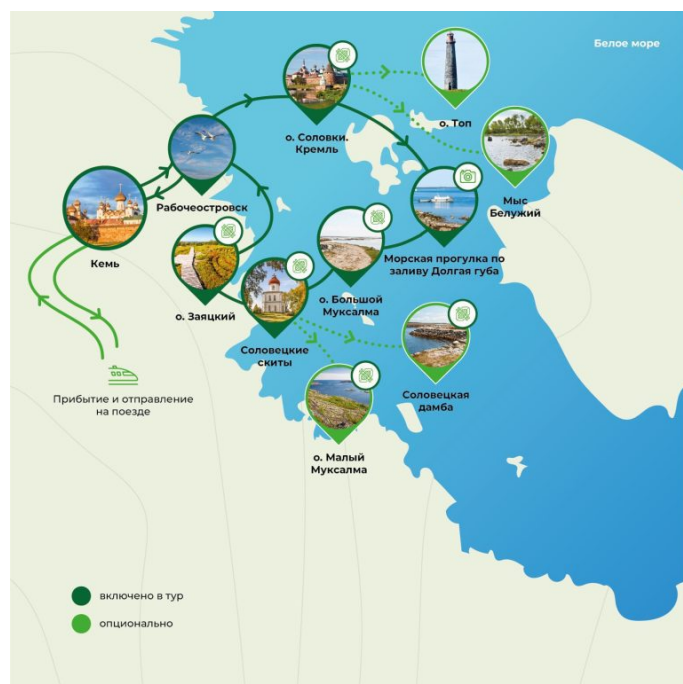 Белое море
о. Топ
о. Соловки.
Кремль
Мыс
Белужий
Рабочеостровск
Кемь
Морская прогулка по
заливу Долгая губа
о. Заяцкий
о. Большой
Муксалма
Соловецкие
скиты
Соловецкая
дамба
Прибытие и отправление
на поезде
о. Малый
Муксалма
включено в тур
опционально